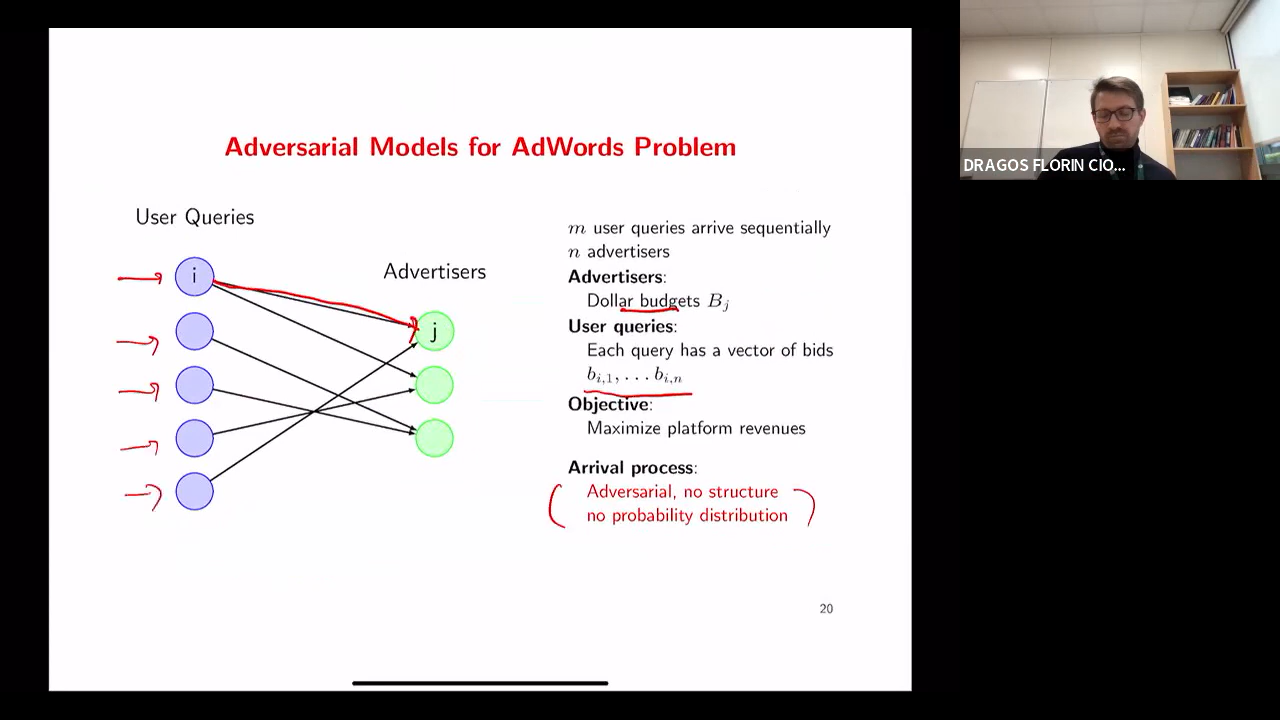 Adversarial Models for AdWords Problem
User Queries
i
Advertisers
j
m user queries arrive sequentially
n advertisers
Advertisers:
Dollar budgets B_j
User queries:
Each query has a vector of bids
b_{i,1}, . . . b_{i,n}
Objective:
Maximize platform revenues
Arrival process:
Adversarial, no structure
no probability distribution
20
DRAGOS FLORIN CIO...